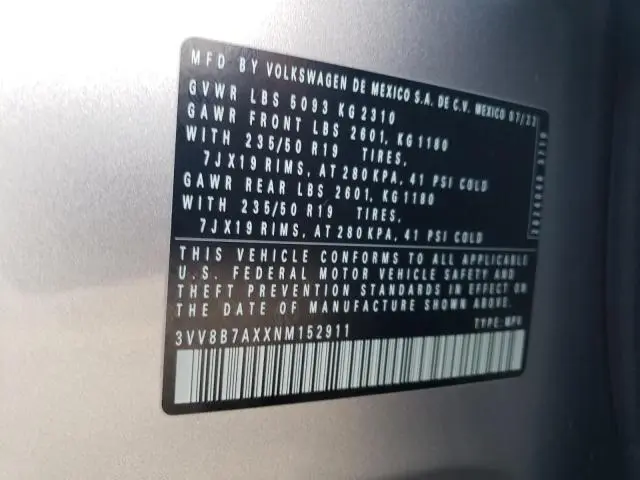 MFD BY VOLKSWAGEN DE MEXICO S.A. DE C.V. MEXICO 07/22
GVWR LBS 5093 KG 2310
GAWR FRONT LBS 2601, KG 1180
WITH 235/50 R19 TIRES,
7JX19 RIMS, AT 280 KPA, 41 PSI COLD
GAWR REAR LBS 2601, KG 1180
WITH 235/50 R19 TIRES,
7JX19 RIMS, AT 280 KPA, 41 PSI COLD
THIS VEHICLE CONFORMS TO ALL APPLICABLE
U.S. FEDERAL MOTOR VEHICLE SAFETY AND
THEFT PREVENTION STANDARDS IN EFFECT ON
THE DATE OF MANUFACTURE SHOWN ABOVE.
3VV8B7AXXNM152911 TYPE: MPV